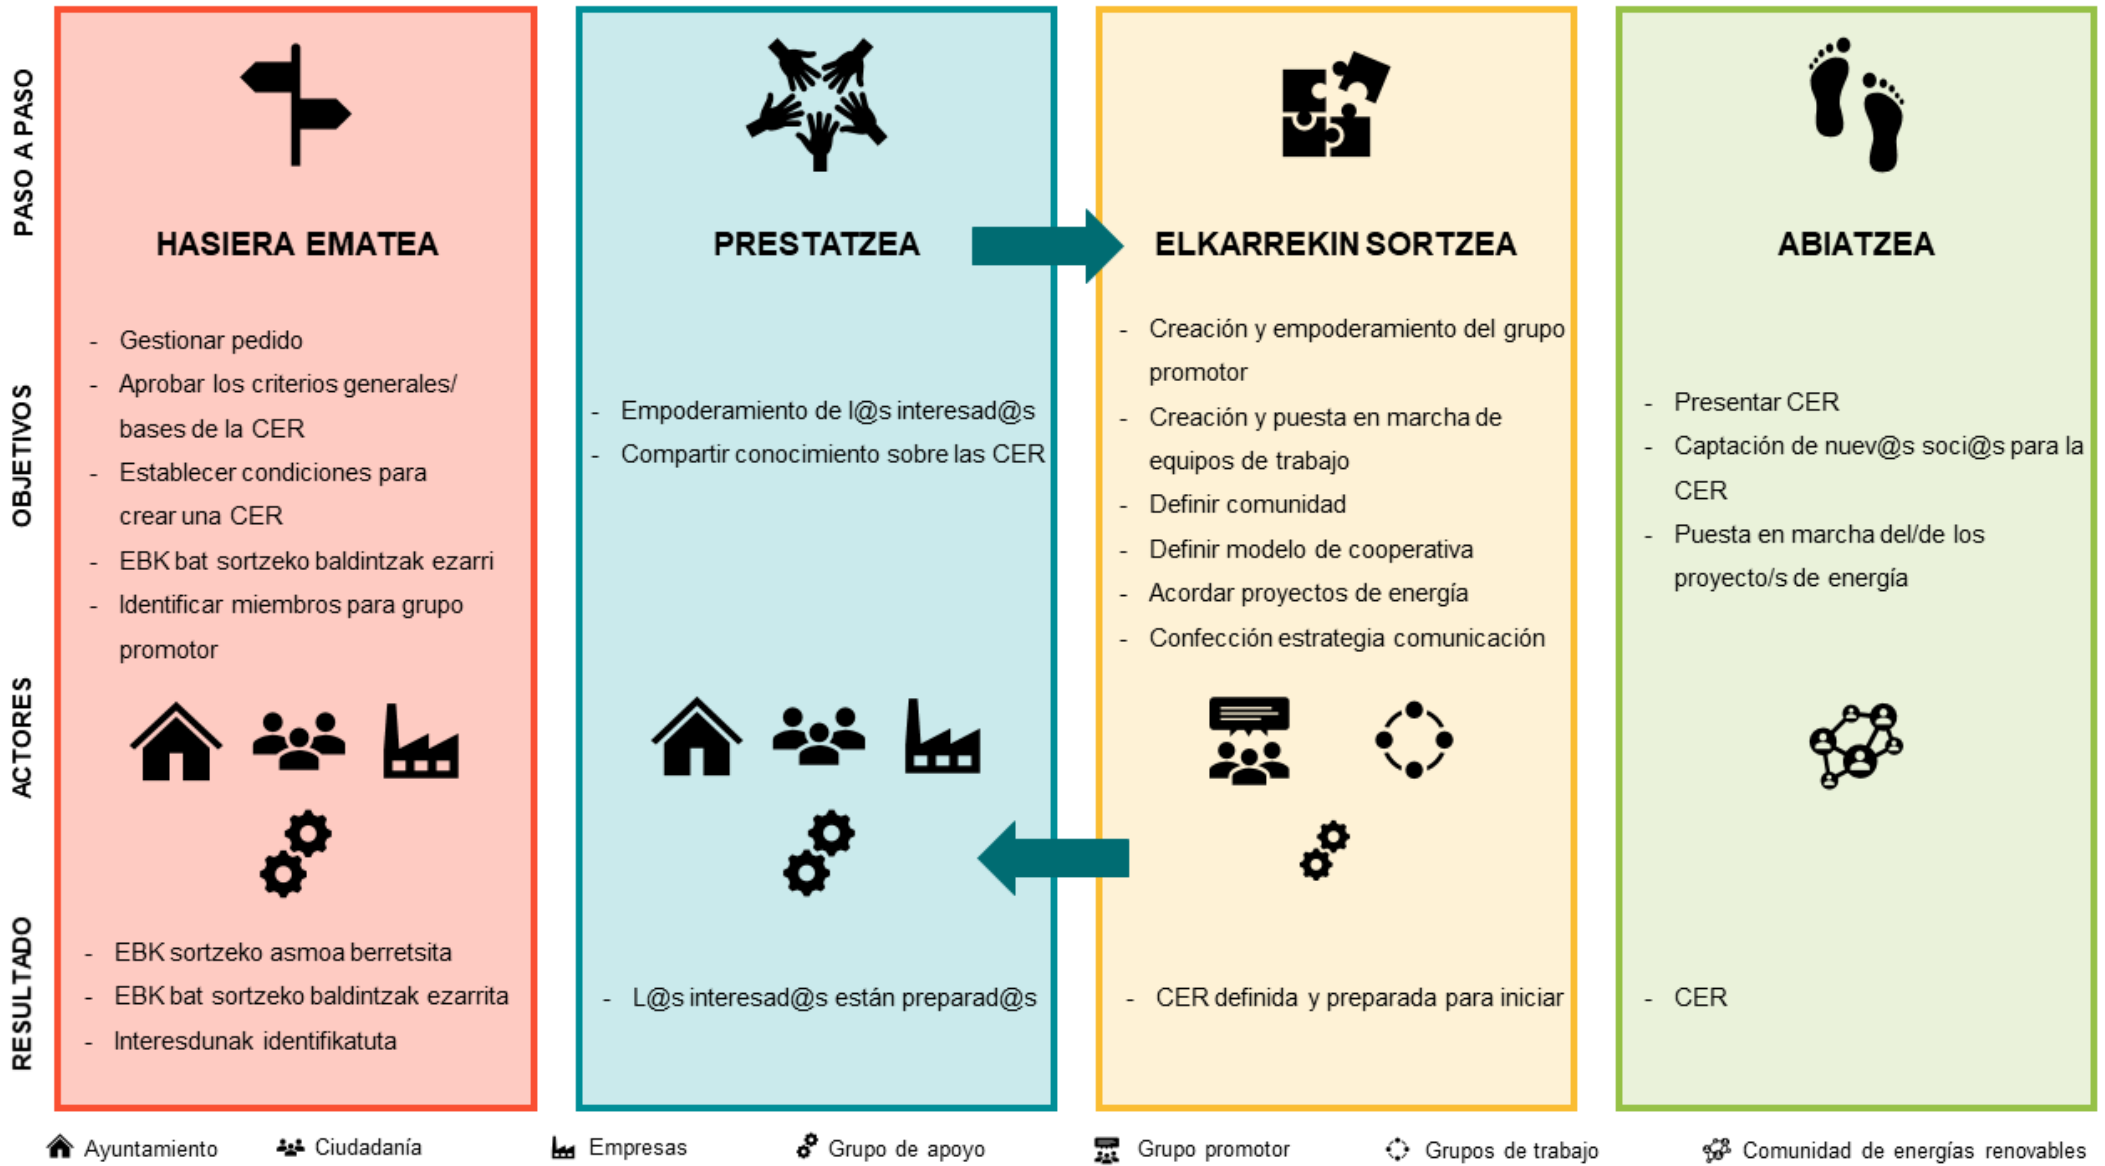 PASO A PASO
HASIERA EMATEA
PRESTATZEA
ELKARREKIN SORTZEA
ABIATZEA
OBJETIVOS
- Gestionar pedido
- Aprobar los criterios generales/
bases de la CER
- Establecer condiciones para
crear una CER
- EBK bat sortzeko baldintzak ezarri
- Identificar miembros para grupo
promotor
- Empoderamiento de l@s interesad@s
- Compartir conocimiento sobre las CER
- Creación y empoderamiento del grupo
promotor
- Creación y puesta en marcha de
equipos de trabajo
- Definir comunidad
- Definir modelo de cooperativa
- Acordar proyectos de energía
- Confección estrategia comunicación
- Presentar CER
- Captación de nuev@s soci@s para la
CER
- Puesta en marcha del/de los
proyecto/s de energía
ACTORES
RESULTADO
- EBK sortzeko asmoa berretsita
- EBK bat sortzeko baldintzak ezarrita
- Interesdunak identifikatuta
- L@s interesad@s están preparad@s
- CER definida y preparada para iniciar
- CER
Ayuntamiento
Ciudadanía
Empresas
Grupo de apoyo
Grupo promotor
Grupos de trabajo
Comunidad de energías renovables